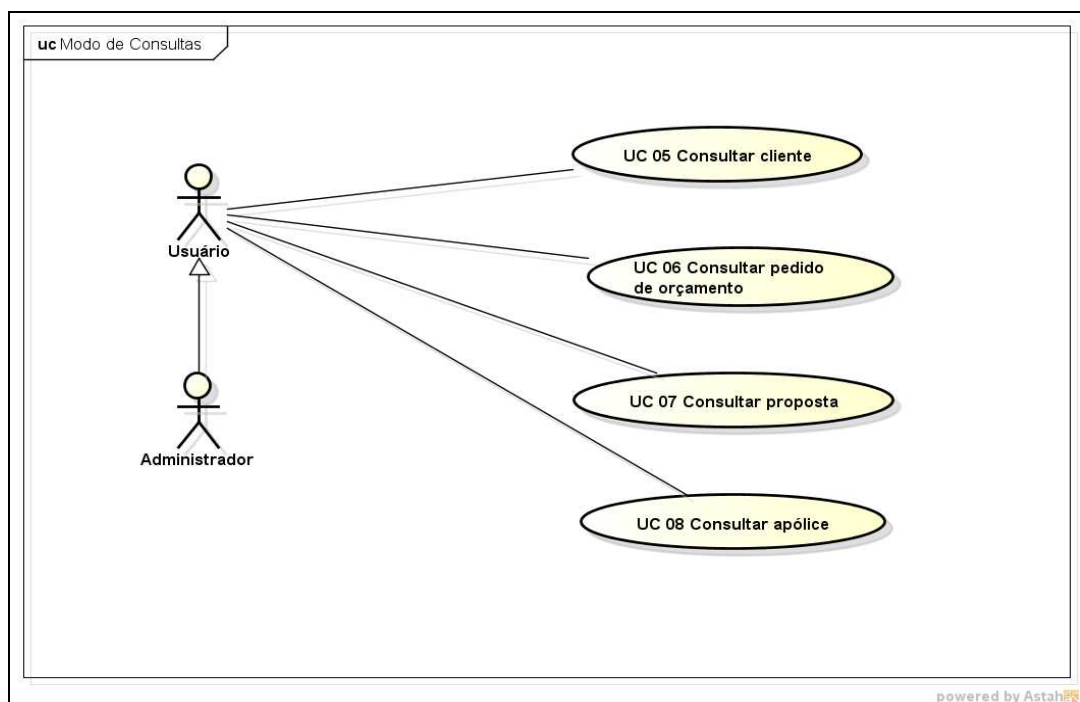 uc Modo de Consultas
UC 05 Consultar cliente
Usuário
UC 06 Consultar pedido
de orçamento
UC 07 Consultar proposta
Administrador
UC 08 Consultar apólice
powered by Astah